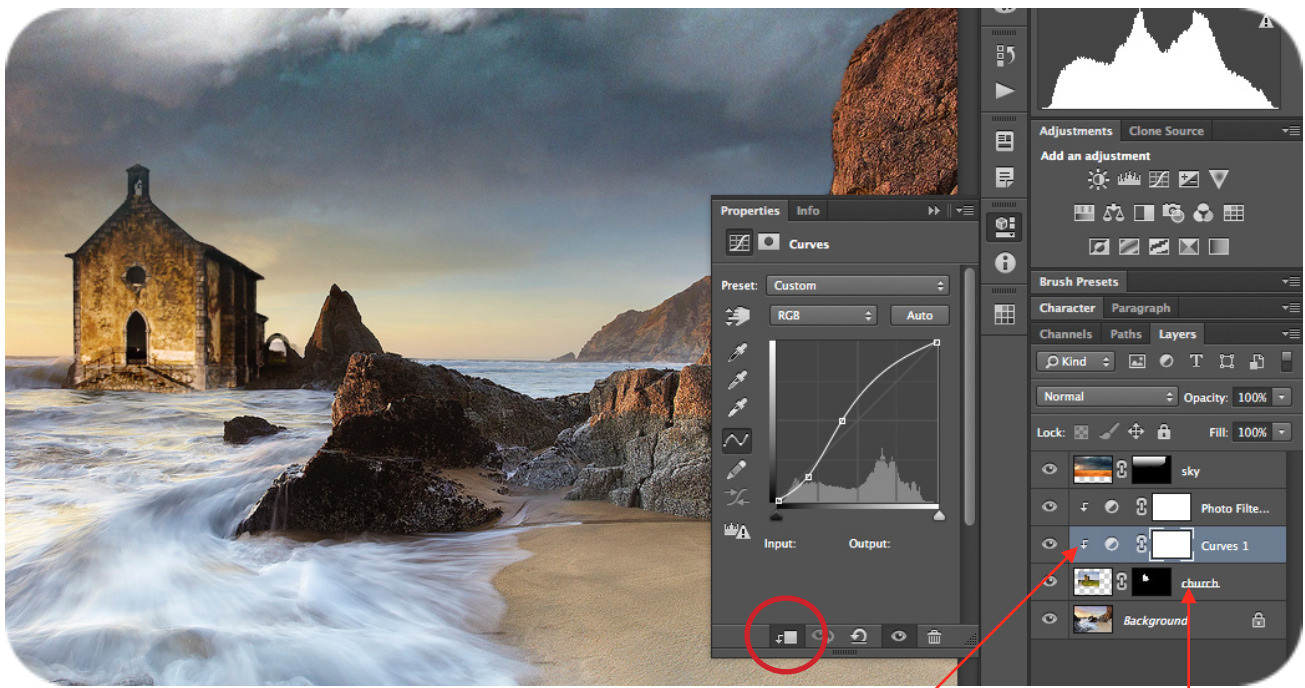 Adjustments Clone Source
Add an adjustment
Properties Info
Curves
Preset: Custom
RGB Auto
Input: Output:
Brush Presets
Character Paragraph
Channels Paths Layers
Kind T
Normal Opacity: 100%
Lock: Fill: 100%
sky
Photo Filte...
Curves 1
church
Background